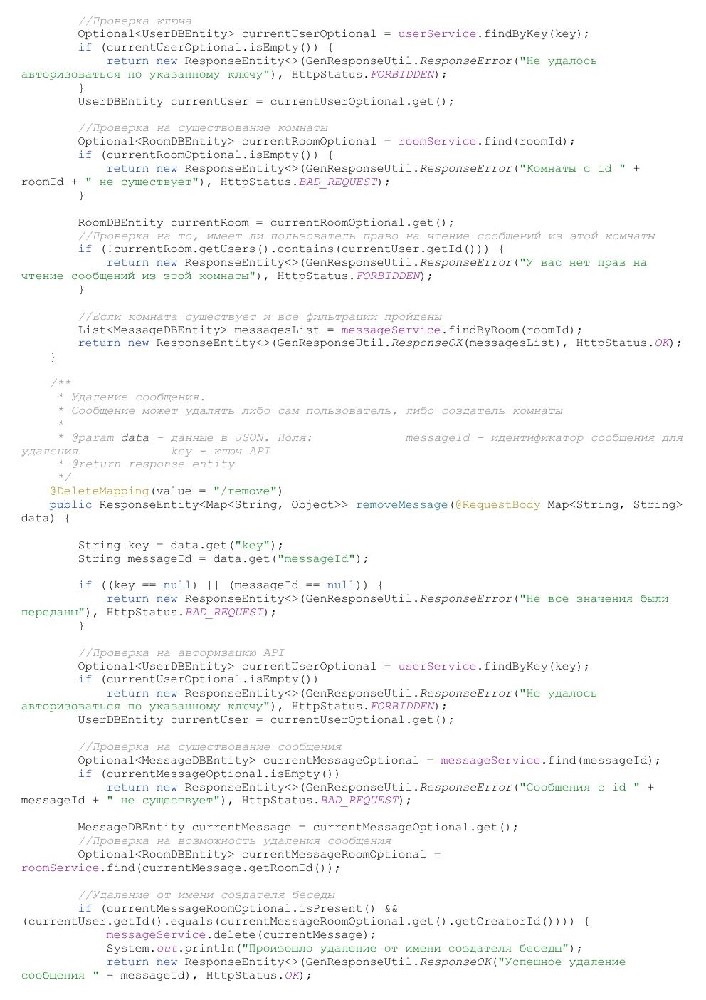 //Проверка ключа
        Optional<UserDBEntity> currentUserOptional = userService.findByKey(key);
        if (currentUserOptional.isEmpty()) {
            return new ResponseEntity<>(GenResponseUtil.ResponseError("Не удалось
авторизоваться по указанному ключу"), HttpStatus.FORBIDDEN);
        }
        UserDBEntity currentUser = currentUserOptional.get();

        //Проверка на существование комнаты
        Optional<RoomDBEntity> currentRoomOptional = roomService.find(roomId);
        if (currentRoomOptional.isEmpty()) {
            return new ResponseEntity<>(GenResponseUtil.ResponseError("Комнаты с id " +
roomId + " не существует"), HttpStatus.BAD_REQUEST);
        }

        RoomDBEntity currentRoom = currentRoomOptional.get();
        //Проверка на то, имеет ли пользователь право на чтение сообщений из этой комнаты
        if (!currentRoom.getUsers().contains(currentUser.getId())) {
            return new ResponseEntity<>(GenResponseUtil.ResponseError("У вас нет прав на
чтение сообщений из этой комнаты"), HttpStatus.FORBIDDEN);
        }

        //Если комната существует и все фильтрации пройдены
        List<MessageDBEntity> messagesList = messageService.findByRoom(roomId);
        return new ResponseEntity<>(GenResponseUtil.ResponseOK(messagesList), HttpStatus.OK);
    }

    /**
     * Удаление сообщения.
     * Сообщение может удалять либо сам пользователь, либо создатель комнаты
     *
     * @param data - данные в JSON. Поля:             messageId - идентификатор сообщения для
удаления             key - ключ API
     * @return response entity
     */
    @DeleteMapping(value = "/remove")
    public ResponseEntity<Map<String, Object>> removeMessage(@RequestBody Map<String, String>
data) {

        String key = data.get("key");
        String messageId = data.get("messageId");

        if ((key == null) || (messageId == null)) {
            return new ResponseEntity<>(GenResponseUtil.ResponseError("Не все значения были
переданы"), HttpStatus.BAD_REQUEST);
        }

        //Проверка на авторизацию API
        Optional<UserDBEntity> currentUserOptional = userService.findByKey(key);
        if (currentUserOptional.isEmpty())
            return new ResponseEntity<>(GenResponseUtil.ResponseError("Не удалось
авторизоваться по указанному ключу"), HttpStatus.FORBIDDEN);
        UserDBEntity currentUser = currentUserOptional.get();

        //Проверка на существование сообщения
        Optional<MessageDBEntity> currentMessageOptional = messageService.find(messageId);
        if (currentMessageOptional.isEmpty())
            return new ResponseEntity<>(GenResponseUtil.ResponseError("Сообщения с id " +
messageId + " не существует"), HttpStatus.BAD_REQUEST);

        MessageDBEntity currentMessage = currentMessageOptional.get();
        //Проверка на возможность удаления сообщения
        Optional<RoomDBEntity> currentMessageRoomOptional =
roomService.find(currentMessage.getRoomId());

        //Удаление от имени создателя беседы
        if (currentMessageRoomOptional.isPresent() &&
(currentUser.getId().equals(currentMessageRoomOptional.get().getCreatorId()))) {
            messageService.delete(currentMessage);
            System.out.println("Произошло удаление от имени создателя беседы");
            return new ResponseEntity<>(GenResponseUtil.ResponseOK("Успешное удаление
сообщения " + messageId), HttpStatus.OK);